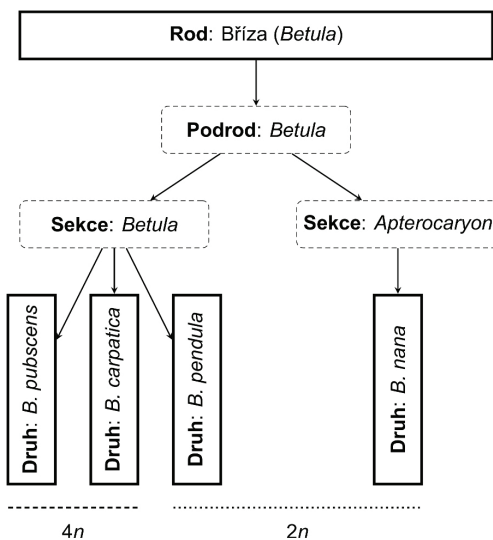 Rod: Bříza (Betula)
Podrod: Betula
Sekce: Betula
Sekce: Apterocaryon
Druh: B. pubscens
Druh: B. carpatica
Druh: B. pendula
Druh: B. nana
4n
2n